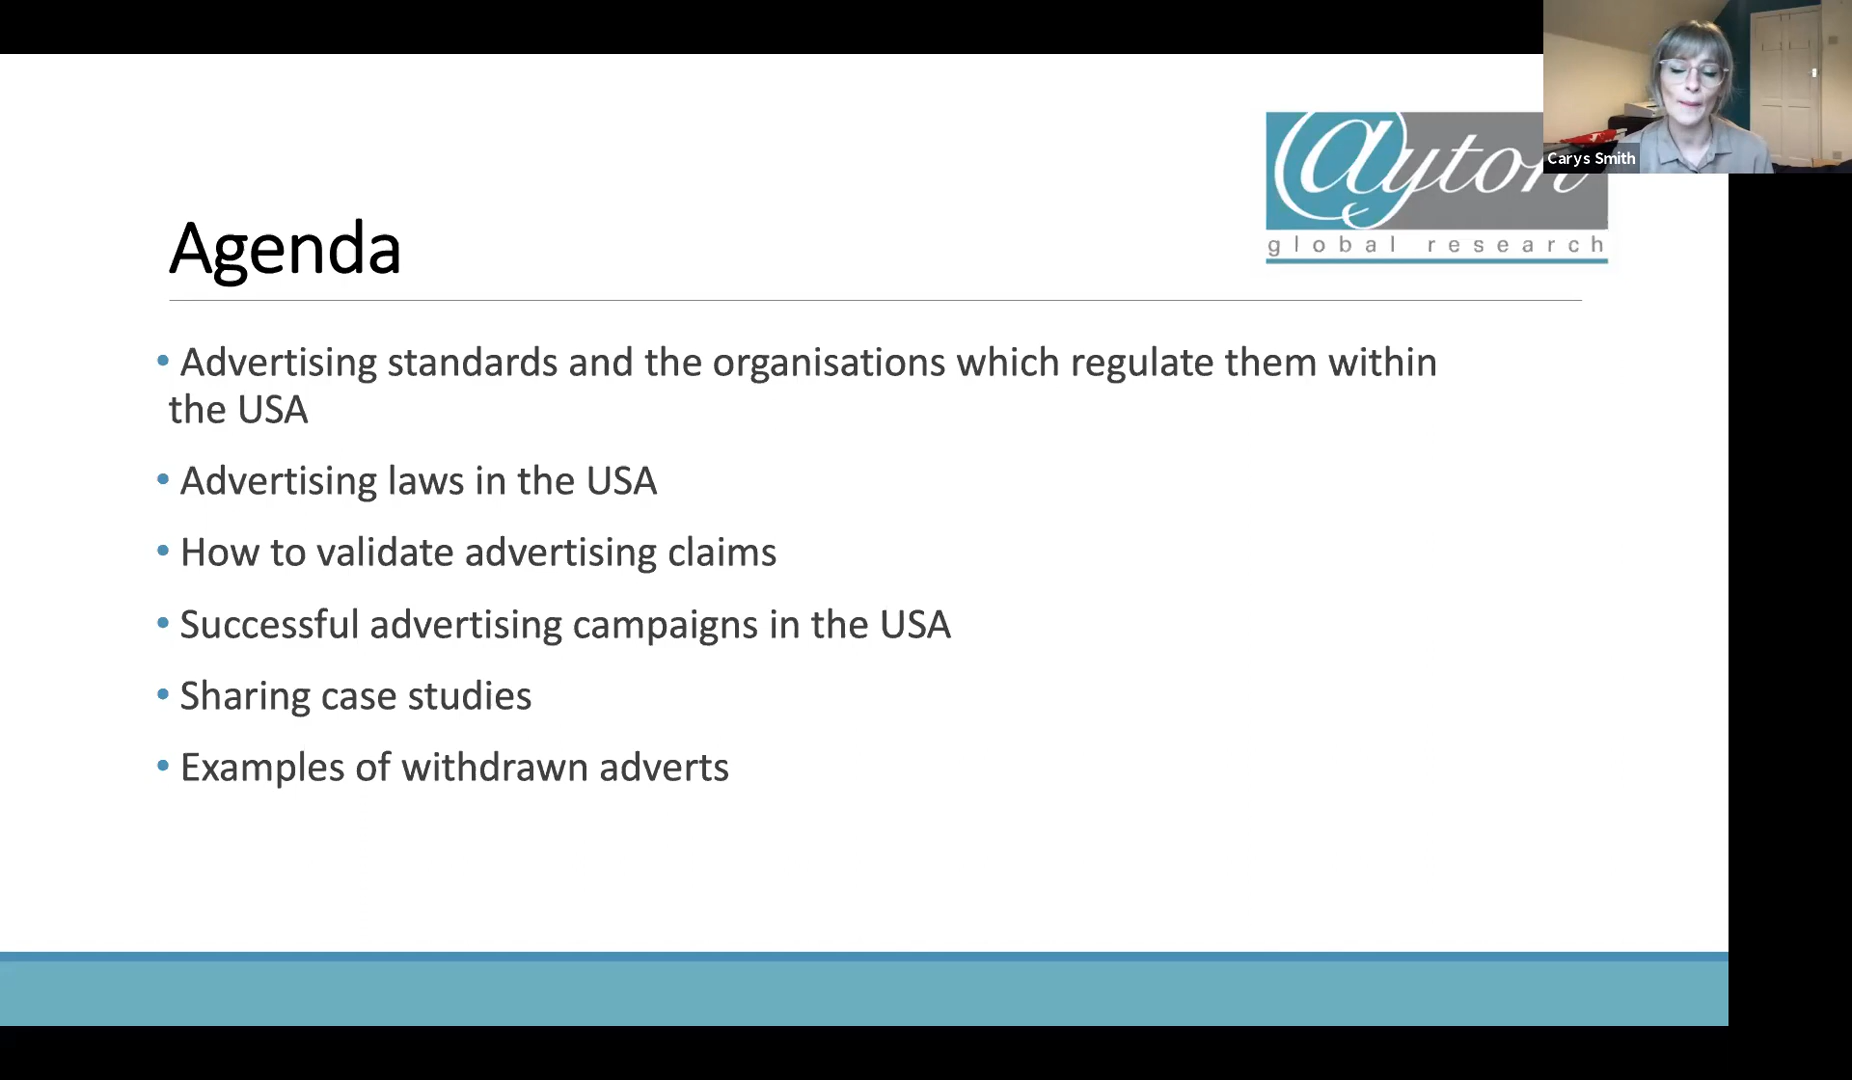 @yton
Carys Smith
global research
Agenda
• Advertising standards and the organisations which regulate them within
the USA
• Advertising laws in the USA
• How to validate advertising claims
• Successful advertising campaigns in the USA
• Sharing case studies
• Examples of withdrawn adverts